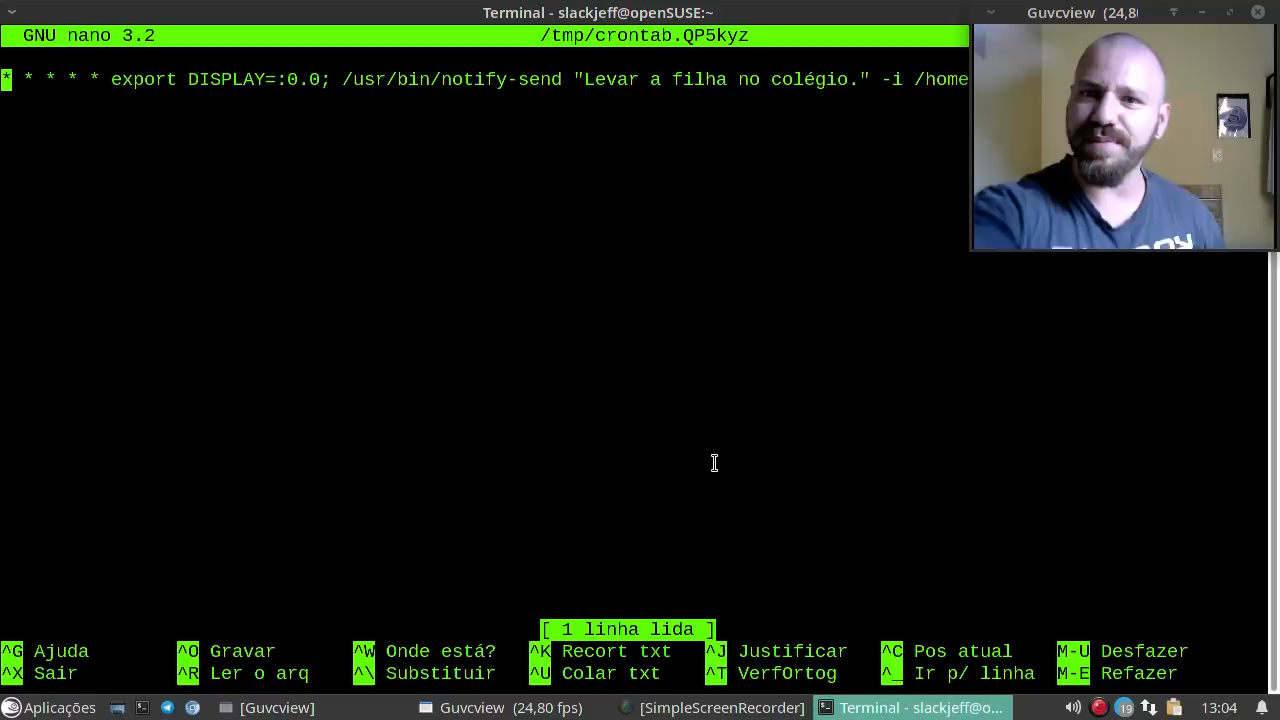 Terminal - slackjeff@openSUSE:~
Guvcview (24,8
GNU nano 3.2 /tmp/crontab.QP5kyz
* * * * * export DISPLAY=:0.0; /usr/bin/notify-send "Levar a filha no colégio." -i /home
[ 1 linha lida ]
^G Ajuda ^O Gravar ^W Onde está? ^K Recort txt ^J Justificar ^C Pos atual M-U Desfazer
^X Sair ^R Ler o arq ^\ Substituir ^U Colar txt ^T VerfOrtog ^_ Ir p/ linha M-E Refazer
Aplicações [Guvcview] Guvcview (24,80 fps) [SimpleScreenRecorder] Terminal - slackjeff@o... 19 13:04